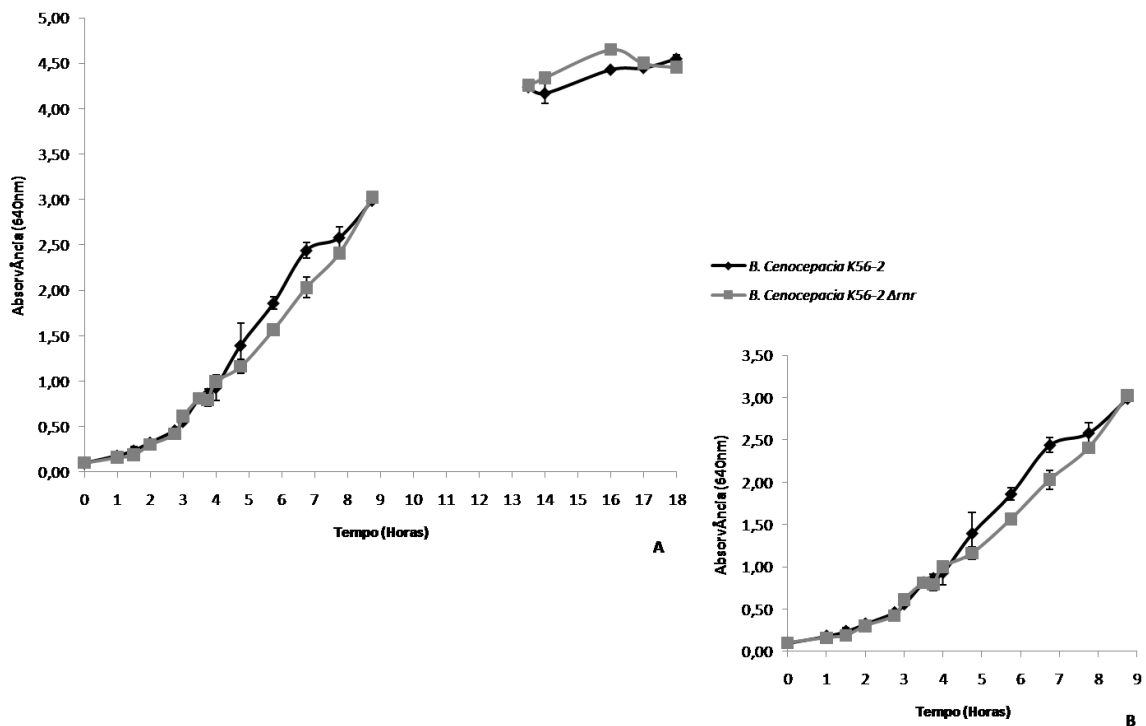 5,00
4,50
4,00
3,50
3,00
2,50
2,00
1,50
1,00
0,50
0,00
AbsorvÂncia (640nm)
0 1 2 3 4 5 6 7 8 9 10 11 12 13 14 15 16 17 18
Tempo (Horas)
A
B. Cenocepacia K56-2
B. Cenocepacia K56-2 Δrnr
3,50
3,00
2,50
2,00
1,50
1,00
0,50
0,00
AbsorvÂncia (640nm)
0 1 2 3 4 5 6 7 8 9
Tempo (Horas)
B